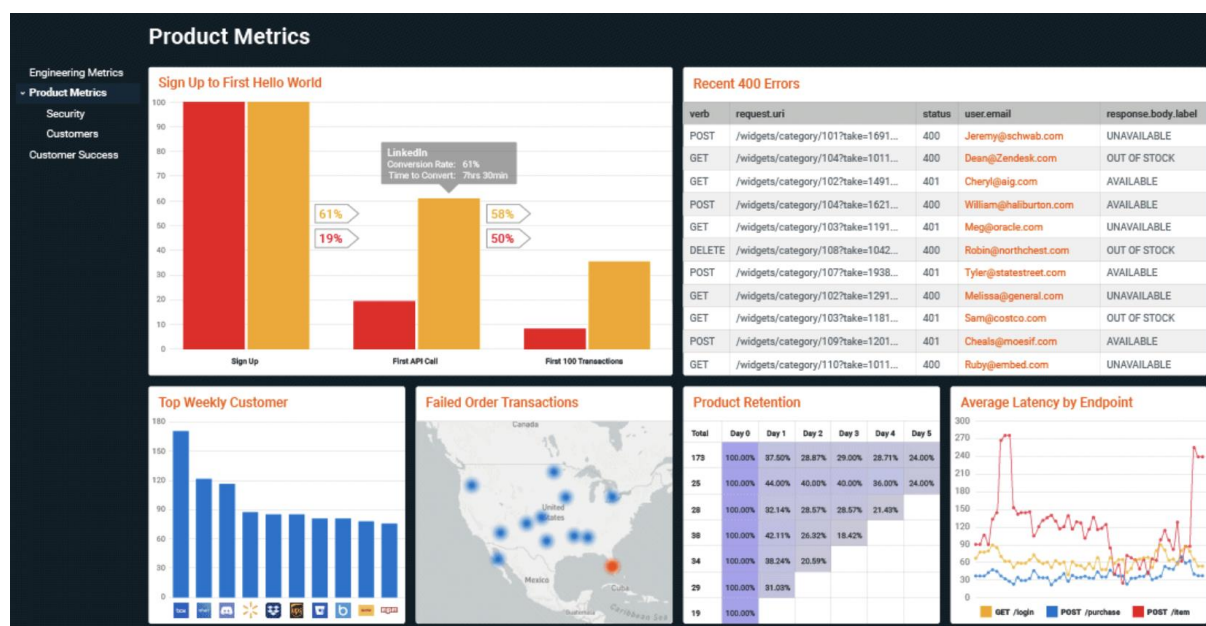 Product Metrics
Engineering Metrics
Product Metrics
Security
Customers
Customer Success
Sign Up to First Hello World
100
90
80
70
60
50
40
30
20
10
0
LinkedIn
Conversion Rate: 61%
Time to Convert: 7hrs 30min
61%
19%
58%
50%
Sign Up First API Call First 100 Transactions
Recent 400 Errors
verb request.uri status user.email response.body.label
POST /widgets/category/101?take=1691... 400 Jeremy@schwab.com UNAVAILABLE
GET /widgets/category/104?take=1011... 400 Dean@Zendesk.com OUT OF STOCK
GET /widgets/category/102?take=1491... 401 Cheryl@aig.com AVAILABLE
POST /widgets/category/104?take=1621... 400 William@haliburton.com AVAILABLE
GET /widgets/category/103?take=1191... 401 Meg@oracle.com UNAVAILABLE
DELETE /widgets/category/108?take=1042... 400 Robin@northchest.com OUT OF STOCK
POST /widgets/category/107?take=1938... 401 Tyler@statestreet.com AVAILABLE
GET /widgets/category/102?take=1291... 400 Melissa@general.com UNAVAILABLE
GET /widgets/category/103?take=1181... 401 Sam@costco.com OUT OF STOCK
POST /widgets/category/109?take=1201... 401 Cheals@moesif.com AVAILABLE
GET /widgets/category/110?take=1011... 400 Ruby@embed.com UNAVAILABLE
Top Weekly Customer
180
150
120
90
60
30
0
box
ups
Failed Order Transactions
Canada
United
States
Mexico
Cuba
Guatemala
Caribbean Sea
Product Retention
Total Day 0 Day 1 Day 2 Day 3 Day 4 Day 5
173 100.00% 37.50% 28.87% 29.00% 28.71% 24.00%
25 100.00% 44.00% 40.00% 40.00% 36.00% 24.00%
28 100.00% 32.14% 28.57% 28.57% 21.43%
38 100.00% 42.11% 26.32% 18.42%
34 100.00% 38.24% 20.59%
29 100.00% 31.03%
19 100.00%
Average Latency by Endpoint
300
270
240
210
180
150
120
90
60
30
0
GET /login POST /purchase POST /item